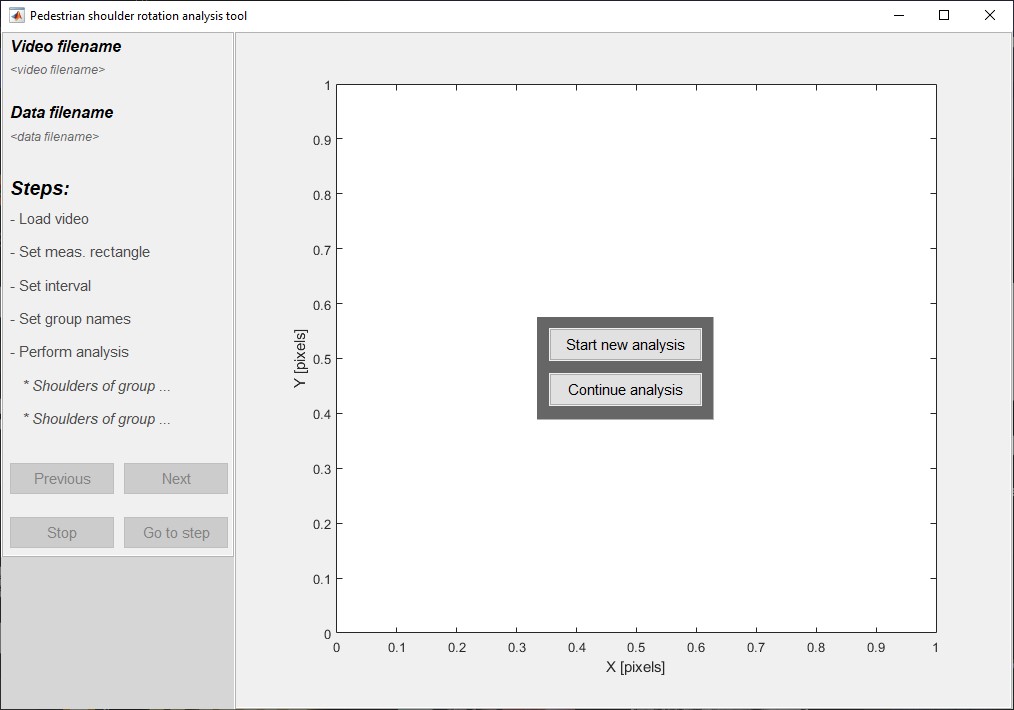 Pedestrian shoulder rotation analysis tool
Video filename
<video filename>
Data filename
<data filename>
Steps:
- Load video
- Set meas. rectangle
- Set interval
- Set group names
- Perform analysis
* Shoulders of group ...
* Shoulders of group ...
Previous Next
Stop Go to step
1
0.9
0.8
0.7
0.6
0.5
0.4
0.3
0.2
0.1
0
Y [pixels]
Start new analysis
Continue analysis
0 0.1 0.2 0.3 0.4 0.5 0.6 0.7 0.8 0.9 1
X [pixels]